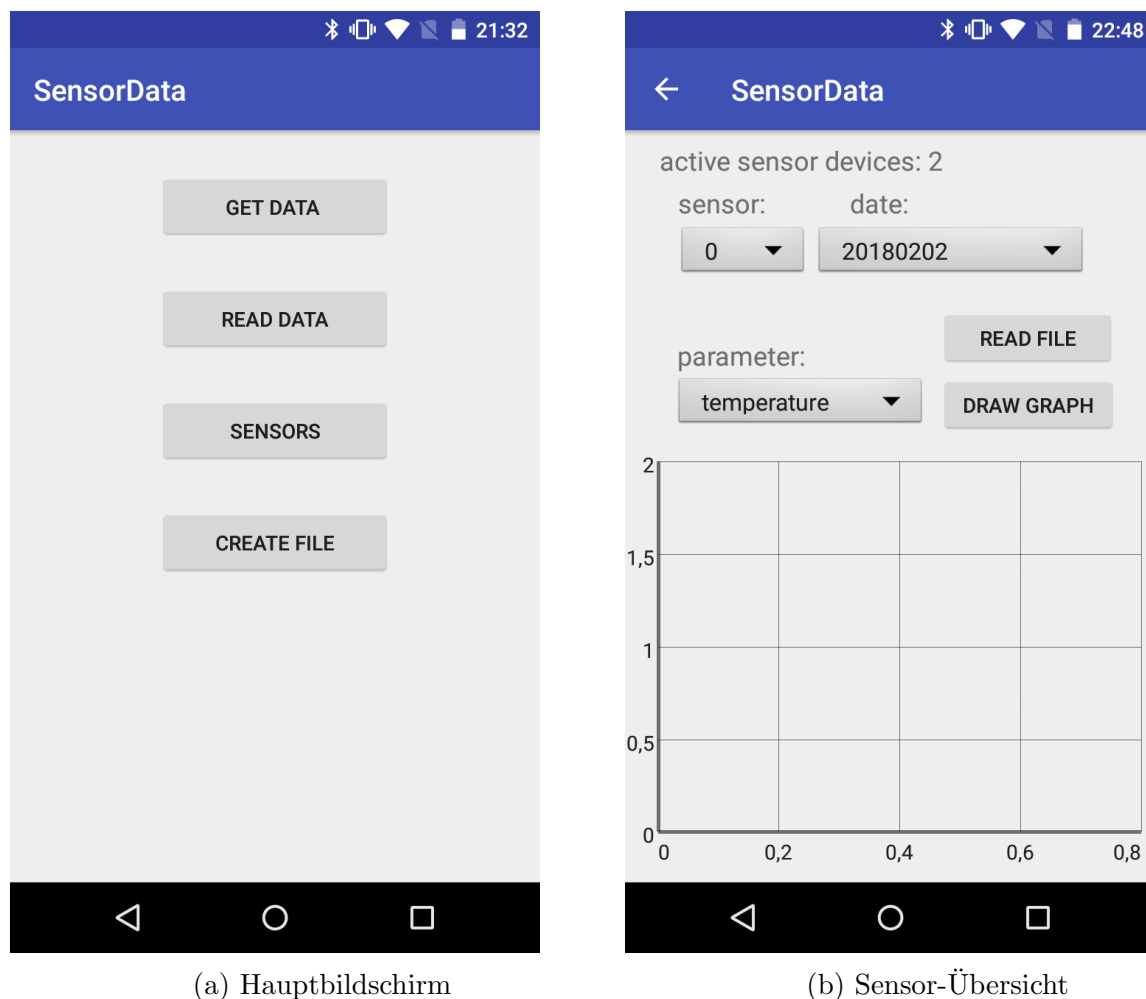 21:32
SensorData
GET DATA
READ DATA
SENSORS
CREATE FILE
(a) Hauptbildschirm
22:48
SensorData
active sensor devices: 2
sensor: date:
0 20180202
READ FILE
parameter:
temperature DRAW GRAPH
2
1,5
1
0,5
0
0 0,2 0,4 0,6 0,8
(b) Sensor-Übersicht